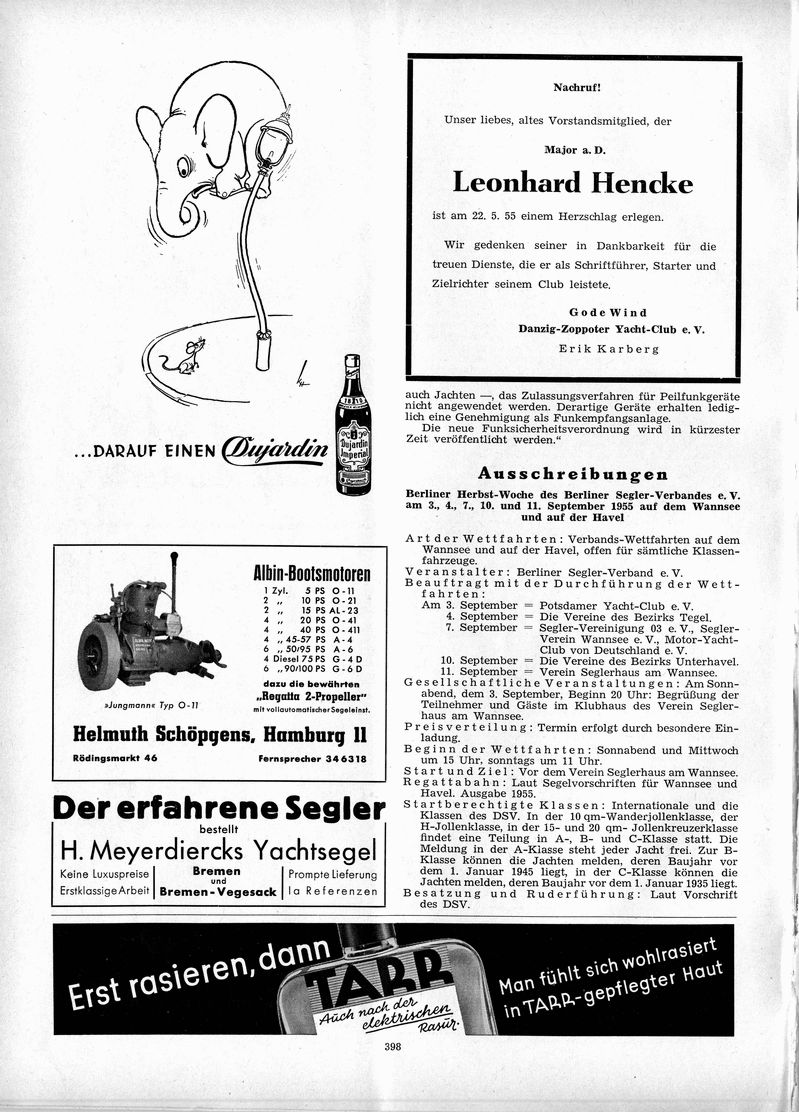 ...DARAUF EINEN Dujardin
Dujardin
Imperial
Albin-Bootsmotoren
1 Zyl. 5 PS O-11
2 „ 10 PS O-21
2 „ 15 PS AL-23
4 „ 20 PS O-41
4 „ 40 PS O-411
4 „ 45-57 PS A-4
6 „ 50/95 PS A-6
4 Diesel 75 PS G-4 D
6 „ 90/100 PS G-6 D
dazu die bewährten
„Regatta 2-Propeller"
mit vollautomatischer Segeleinst.
»Jungmann« Typ O-11
Helmuth Schöpgens, Hamburg 11
Rödingsmarkt 46 Fernsprecher 346318
Der erfahrene Segler
bestellt
H. Meyerdiercks Yachtsegel
Keine Luxuspreise
Erstklassige Arbeit
Bremen
und
Bremen-Vegesack
Prompte Lieferung
Ia Referenzen
Nachruf!
Unser liebes, altes Vorstandsmitglied, der
Major a. D.
Leonhard Hencke
ist am 22. 5. 55 einem Herzschlag erlegen.
Wir gedenken seiner in Dankbarkeit für die
treuen Dienste, die er als Schriftführer, Starter und
Zielrichter seinem Club leistete.
Gode Wind
Danzig-Zoppoter Yacht-Club e. V.
Erik Karberg
auch Jachten —, das Zulassungsverfahren für Peilfunkgeräte
nicht angewendet werden. Derartige Geräte erhalten ledig-
lich eine Genehmigung als Funkempfangsanlage.
Die neue Funksicherheitsverordnung wird in kürzester
Zeit veröffentlicht werden.“
Ausschreibungen
Berliner Herbst-Woche des Berliner Segler-Verbandes e. V.
am 3., 4., 7., 10. und 11. September 1955 auf dem Wannsee
und auf der Havel
Art der Wettfahrten: Verbands-Wettfahrten auf dem
Wannsee und auf der Havel, offen für sämtliche Klassen-
fahrzeuge.
Veranstalter: Berliner Segler-Verband e. V.
Beauftragt mit der Durchführung der Wett-
fahrten:
Am 3. September = Potsdamer Yacht-Club e. V.
4. September = Die Vereine des Bezirks Tegel.
7. September = Segler-Vereinigung 03 e. V., Segler-
Verein Wannsee e. V., Motor-Yacht-
Club von Deutschland e. V.
10. September = Die Vereine des Bezirks Unterhavel.
11. September = Verein Seglerhaus am Wannsee.
Gesellschaftliche Veranstaltungen: Am Sonn-
abend, dem 3. September, Beginn 20 Uhr: Begrüßung der
Teilnehmer und Gäste im Klubhaus des Verein Segler-
haus am Wannsee.
Preisverteilung: Termin erfolgt durch besondere Ein-
ladung.
Beginn der Wettfahrten: Sonnabend und Mittwoch
um 15 Uhr, sonntags um 11 Uhr.
Start und Ziel: Vor dem Verein Seglerhaus am Wannsee.
Regattabahn: Laut Segelvorschriften für Wannsee und
Havel. Ausgabe 1955.
Startberechtigte Klassen: Internationale und die
Klassen des DSV. In der 10 qm-Wanderjollenklasse, der
H-Jollenklasse, in der 15- und 20 qm- Jollenkreuzerklasse
findet eine Teilung in A-, B- und C-Klasse statt. Die
Meldung in der A-Klasse steht jeder Jacht frei. Zur B-
Klasse können die Jachten melden, deren Baujahr vor
dem 1. Januar 1945 liegt, in der C-Klasse können die
Jachten melden, deren Baujahr vor dem 1. Januar 1935 liegt.
Besatzung und Ruderführung: Laut Vorschrift
des DSV.
Erst rasieren, dann
TARR
Auch nach der
elektrischen
Rasur.
Man fühlt sich wohlrasiert
in TARR-gepflegter Haut
398